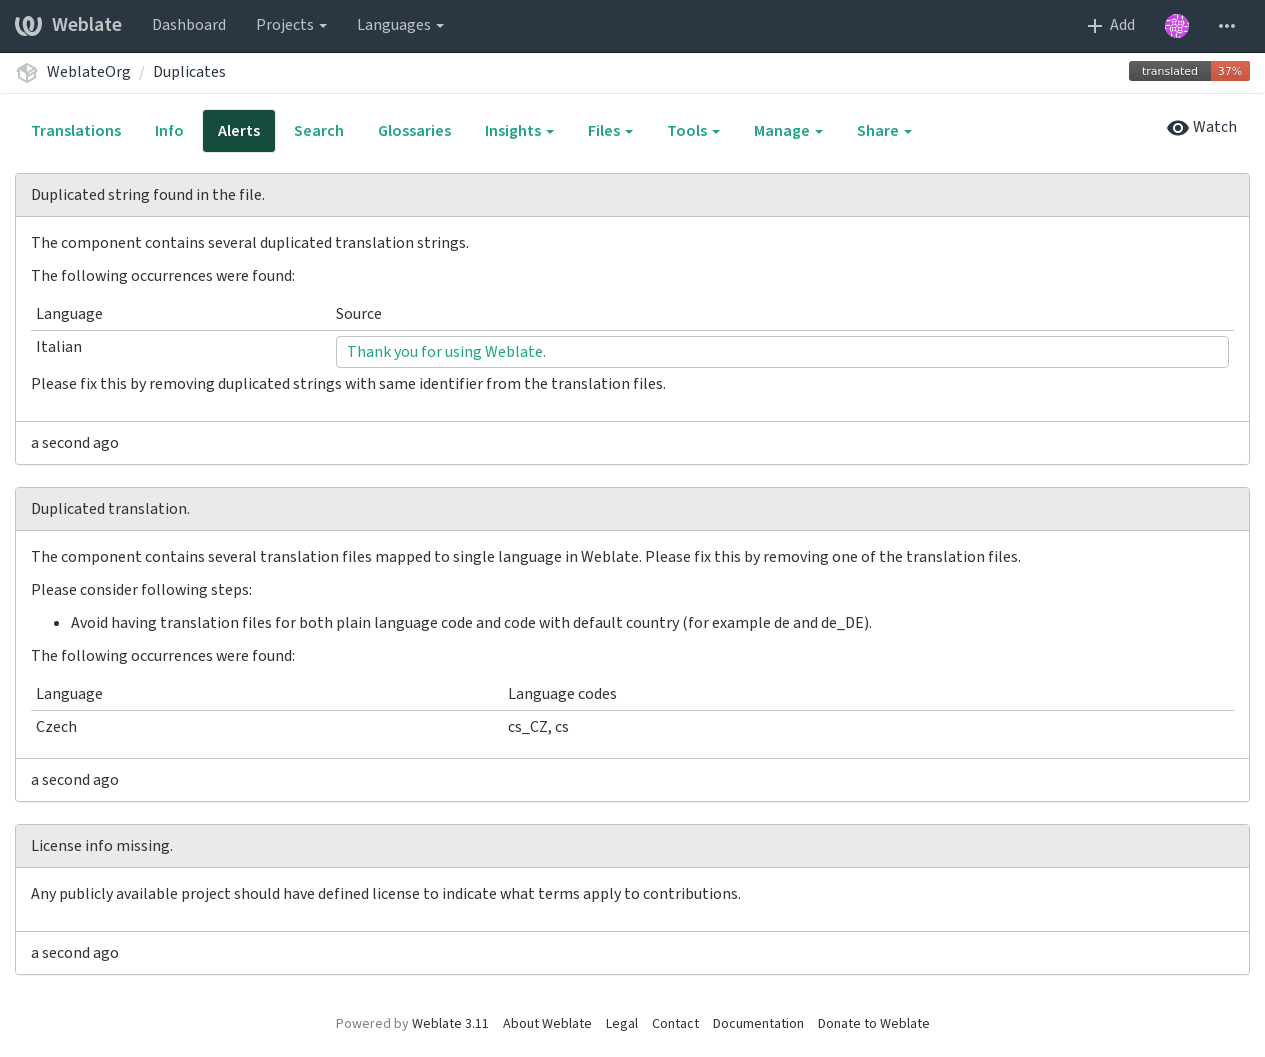 Weblate Dashboard Projects Languages Add
WeblateOrg / Duplicates translated 37%
Translations Info Alerts Search Glossaries Insights Files Tools Manage Share Watch
Duplicated string found in the file.
The component contains several duplicated translation strings.
The following occurrences were found:
Language Source
Italian Thank you for using Weblate.
Please fix this by removing duplicated strings with same identifier from the translation files.
a second ago
Duplicated translation.
The component contains several translation files mapped to single language in Weblate. Please fix this by removing one of the translation files.
Please consider following steps:
• Avoid having translation files for both plain language code and code with default country (for example de and de_DE).
The following occurrences were found:
Language Language codes
Czech cs_CZ, cs
a second ago
License info missing.
Any publicly available project should have defined license to indicate what terms apply to contributions.
a second ago
Powered by Weblate 3.11 About Weblate Legal Contact Documentation Donate to Weblate